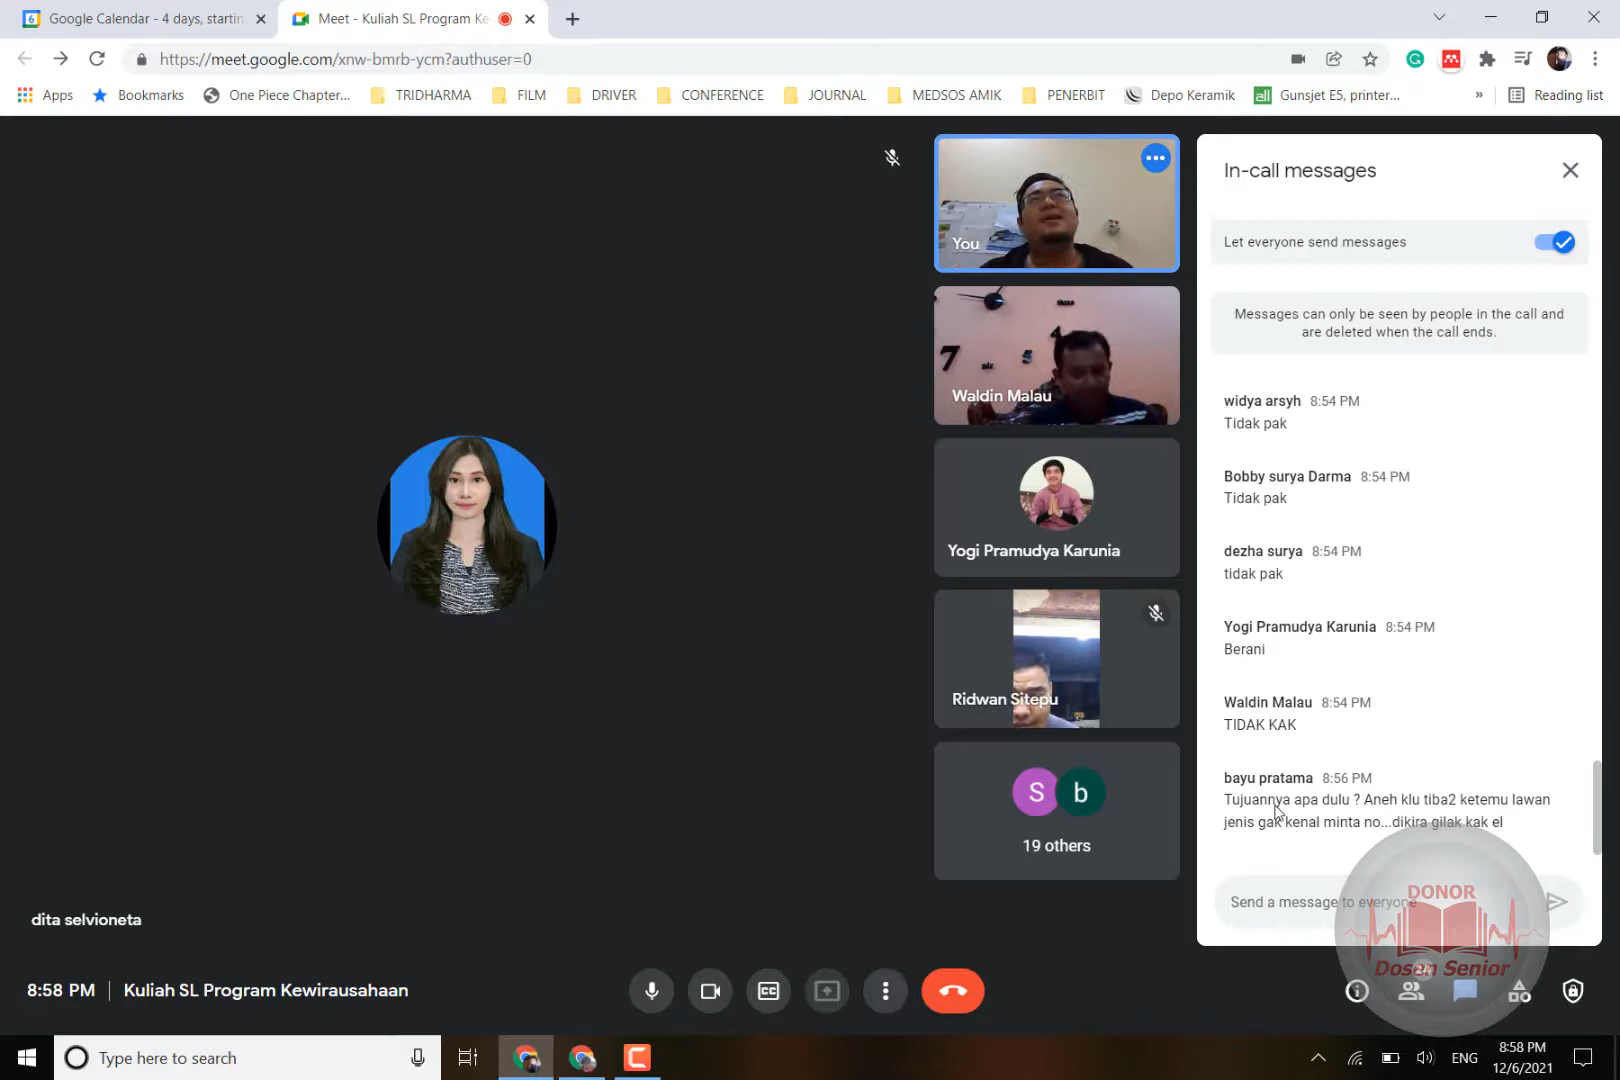 Google Calendar - 4 days, startin
Meet - Kuliah SL Program Ke
https://meet.google.com/xnw-bmrb-ycm?authuser=0
Apps
Bookmarks
One Piece Chapter...
TRIDHARMA
FILM
DRIVER
CONFERENCE
JOURNAL
MEDSOS AMIK
PENERBIT
Depo Keramik
Gunsjet E5, printer...
»
Reading list
You
Waldin Malau
Yogi Pramudya Karunia
Ridwan Sitepu
S
b
19 others
In-call messages
Let everyone send messages
Messages can only be seen by people in the call and
are deleted when the call ends.
widya arsyh 8:54 PM
Tidak pak
Bobby surya Darma 8:54 PM
Tidak pak
dezha surya 8:54 PM
tidak pak
Yogi Pramudya Karunia 8:54 PM
Berani
Waldin Malau 8:54 PM
TIDAK KAK
bayu pratama 8:56 PM
Tujuannya apa dulu ? Aneh klu tiba2 ketemu lawan
jenis gak kenal minta no...dikira gilak kak el
Send a message to everyone
DONOR
Dosen Senior
dita selvioneta
8:58 PM | Kuliah SL Program Kewirausahaan
CC
Type here to search
ENG
8:58 PM
12/6/2021